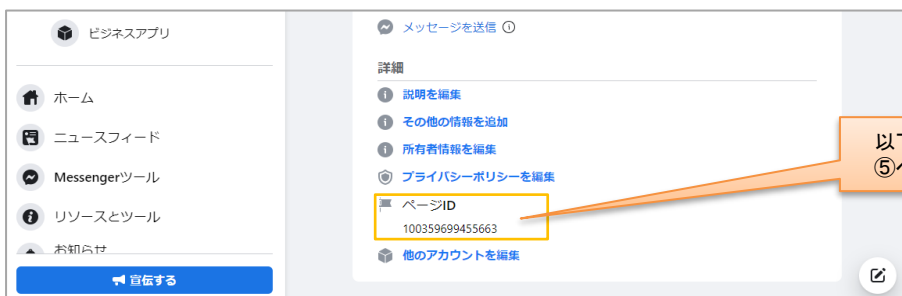 ビジネスアプリ
ホーム
ニュースフィード
Messengerツール
リソースとツール
お知らせ
宣伝する
メッセージを送信
詳細
説明を編集
その他の情報を追加
所有者情報を編集
プライバシーポリシーを編集
ページID
100359699455663
他のアカウントを編集
以下
⑤ペ